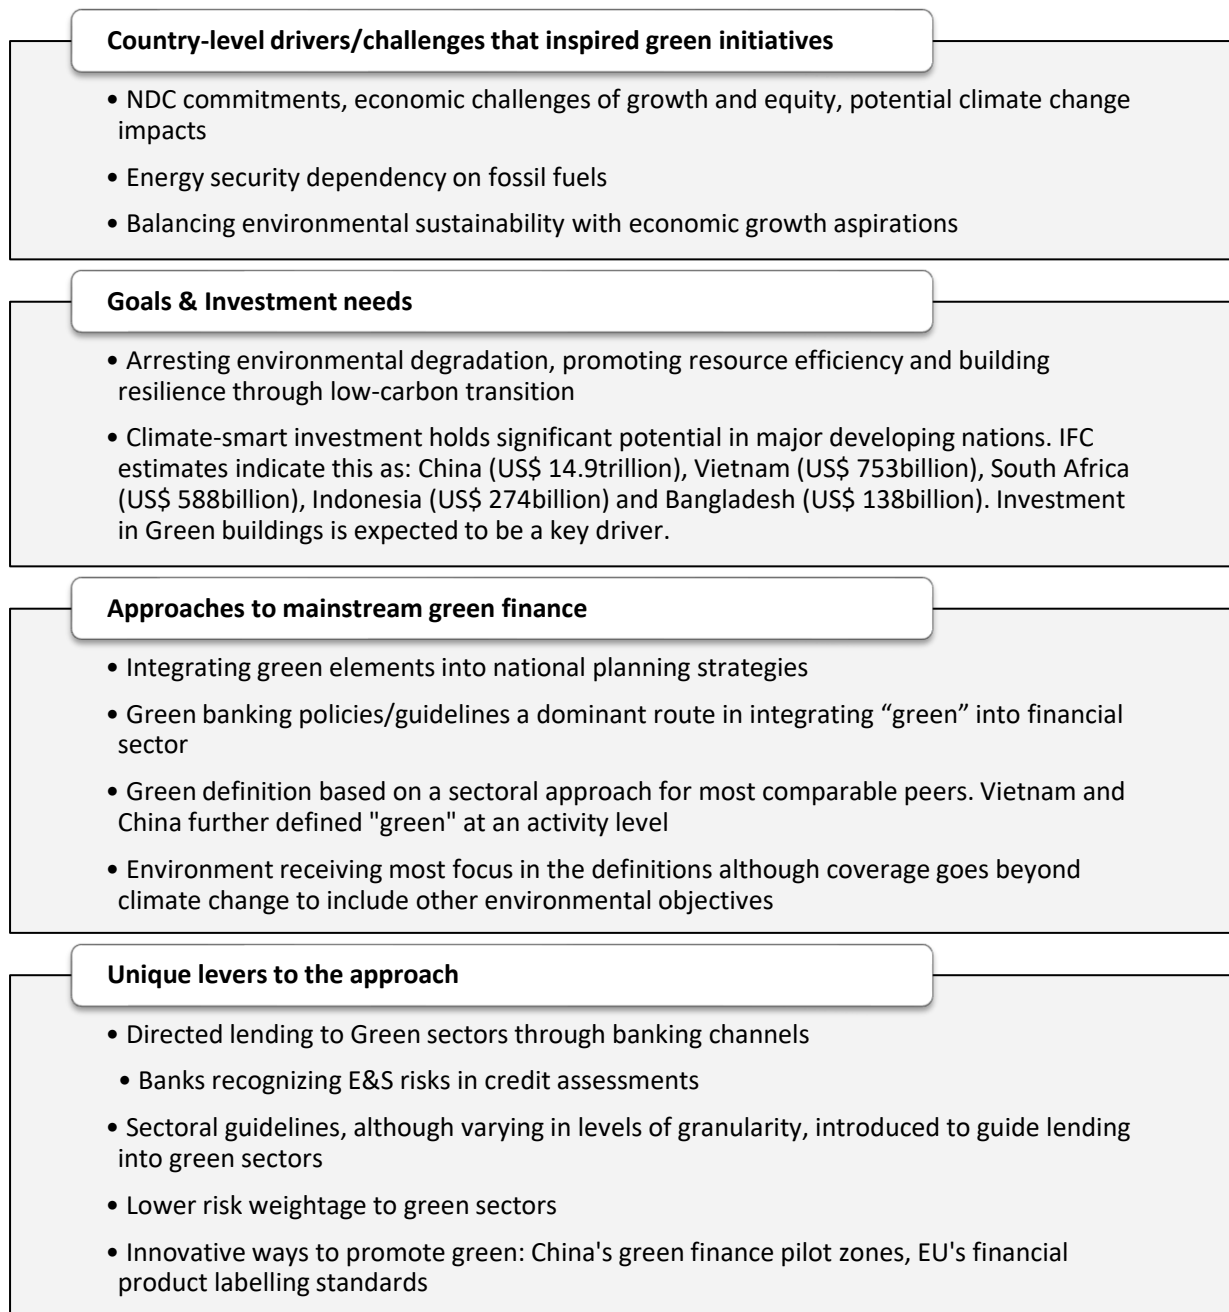 Country-level drivers/challenges that inspired green initiatives
• NDC commitments, economic challenges of growth and equity, potential climate change
impacts
• Energy security dependency on fossil fuels
• Balancing environmental sustainability with economic growth aspirations
Goals & Investment needs
• Arresting environmental degradation, promoting resource efficiency and building
resilience through low-carbon transition
• Climate-smart investment holds significant potential in major developing nations. IFC
estimates indicate this as: China (US$ 14.9trillion), Vietnam (US$ 753billion), South Africa
(US$ 588billion), Indonesia (US$ 274billion) and Bangladesh (US$ 138billion). Investment
in Green buildings is expected to be a key driver.
Approaches to mainstream green finance
• Integrating green elements into national planning strategies
• Green banking policies/guidelines a dominant route in integrating “green” into financial
sector
• Green definition based on a sectoral approach for most comparable peers. Vietnam and
China further defined "green" at an activity level
• Environment receiving most focus in the definitions although coverage goes beyond
climate change to include other environmental objectives
Unique levers to the approach
• Directed lending to Green sectors through banking channels
• Banks recognizing E&S risks in credit assessments
• Sectoral guidelines, although varying in levels of granularity, introduced to guide lending
into green sectors
• Lower risk weightage to green sectors
• Innovative ways to promote green: China's green finance pilot zones, EU's financial
product labelling standards